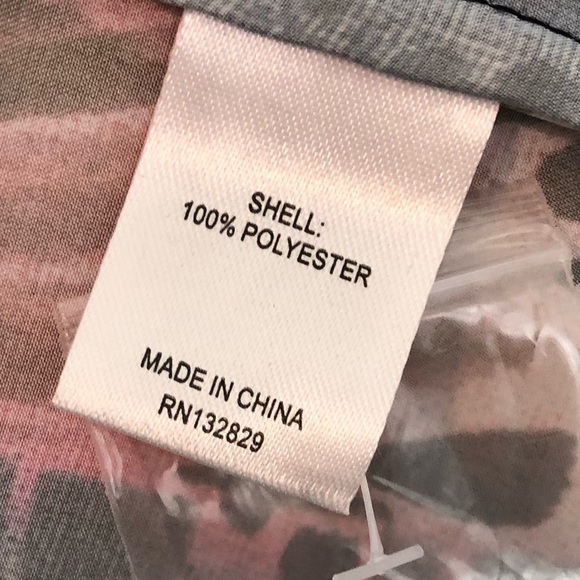 SHELL:
100% POLYESTER
MADE IN CHINA
RN132829